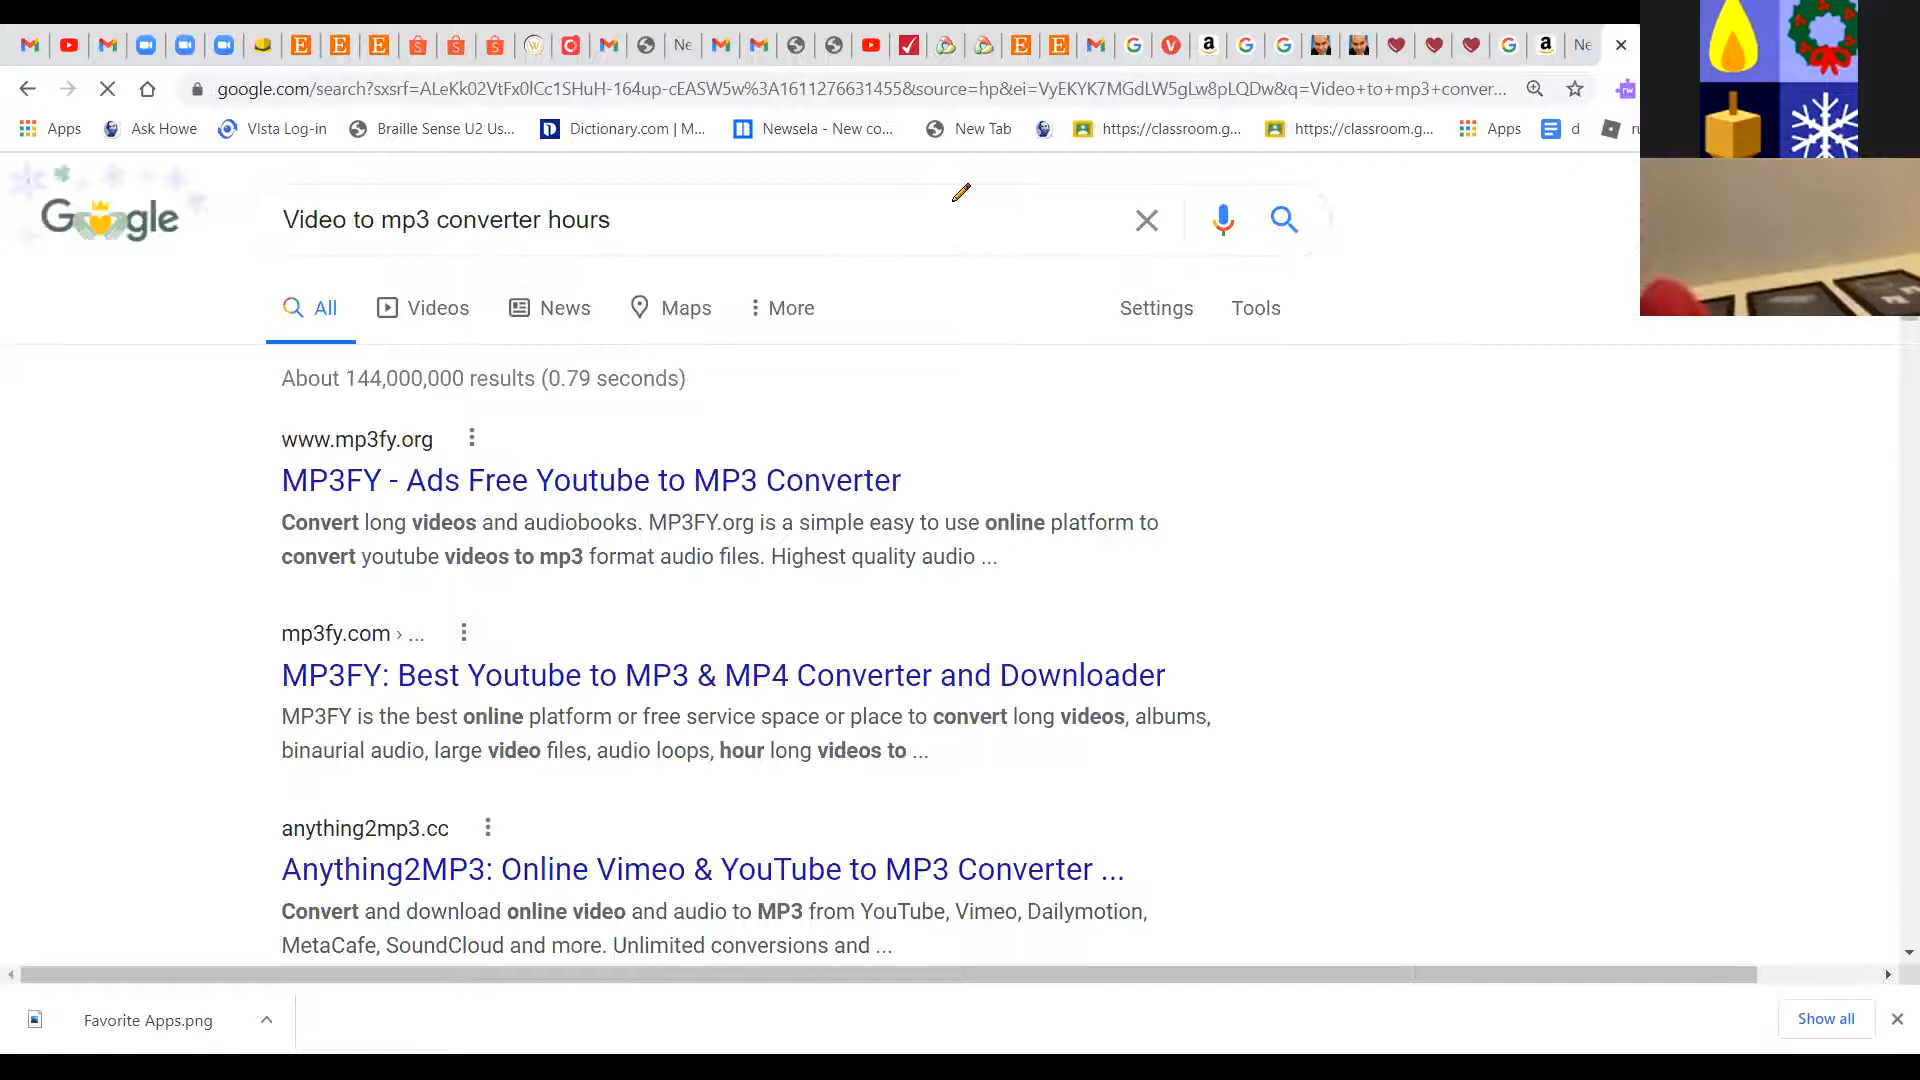 Ne
Ne
google.com/search?sxsrf=ALeKk02VtFx0lCc1SHuH-164up-cEASW5w%3A1611276631455&source=hp&ei=VyEKYK7MGdLW5gLw8pLQDw&q=Video+to+mp3+conver...
Apps
Ask Howe
VIsta Log-in
Braille Sense U2 Us...
Dictionary.com | M...
Newsela - New co...
New Tab
https://classroom.g...
https://classroom.g...
Apps
d
Google
Video to mp3 converter hours
All
Videos
News
Maps
More
Settings
Tools
About 144,000,000 results (0.79 seconds)
www.mp3fy.org
MP3FY - Ads Free Youtube to MP3 Converter
Convert long videos and audiobooks. MP3FY.org is a simple easy to use online platform to
convert youtube videos to mp3 format audio files. Highest quality audio ...
mp3fy.com › ...
MP3FY: Best Youtube to MP3 & MP4 Converter and Downloader
MP3FY is the best online platform or free service space or place to convert long videos, albums,
binaurial audio, large video files, audio loops, hour long videos to ...
anything2mp3.cc
Anything2MP3: Online Vimeo & YouTube to MP3 Converter ...
Convert and download online video and audio to MP3 from YouTube, Vimeo, Dailymotion,
MetaCafe, SoundCloud and more. Unlimited conversions and ...
Favorite Apps.png
Show all